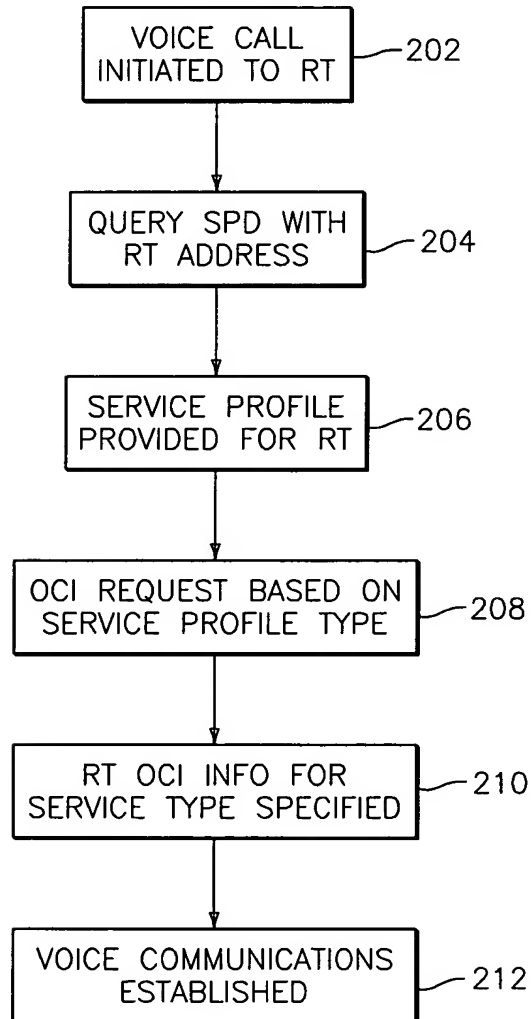 VOICE CALL
INITIATED TO RT
202
QUERY SPD WITH
RT ADDRESS
204
SERVICE PROFILE
PROVIDED FOR RT
206
OCI REQUEST BASED ON
SERVICE PROFILE TYPE
208
RT OCI INFO FOR
SERVICE TYPE SPECIFIED
210
VOICE COMMUNICATIONS
ESTABLISHED
212